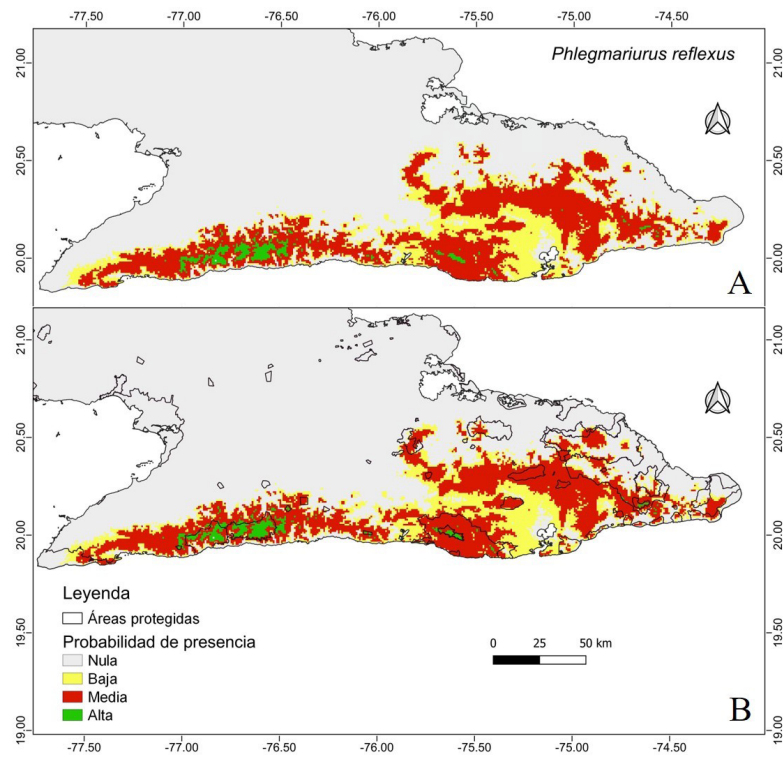 -77.50 -77.00 -76.50 -76.00 -75.50 -75.00 -74.50
21.00 21.00
Phlegmariurus reflexus
20.50 20.50
20.00 20.00
A
21.00 21.00
20.50 20.50
20.00 20.00
Leyenda
Áreas protegidas
19.50 19.50
Probabilidad de presencia
0 25 50 km
Nula
Baja
Media
Alta
B
19.00 19.00
-77.50 -77.00 -76.50 -76.00 -75.50 -75.00 -74.50